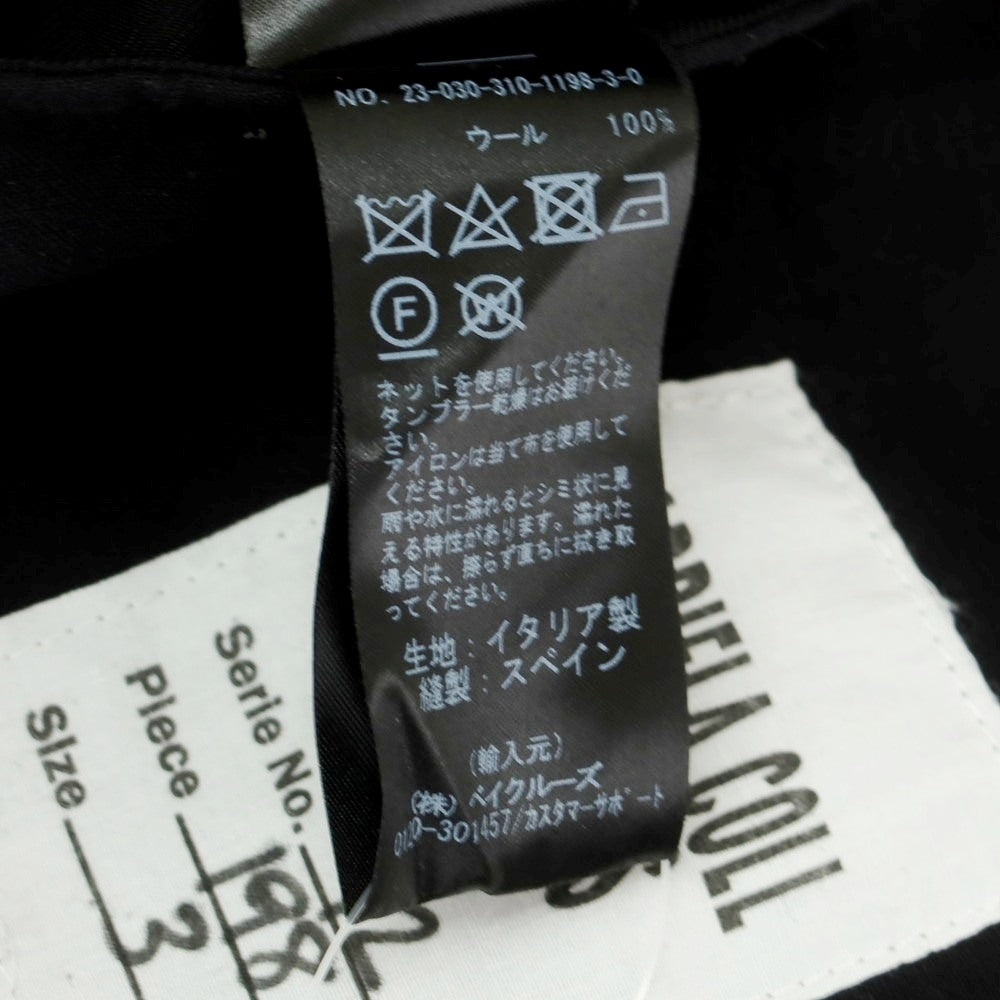 NO. 23-030-310-1198-3-0
ウール 100%
F
W
ネットを使用してください。
タンブラー乾燥はお避けくだ
さい。
アイロンは当て布を使用して
ください。
雨や水に濡れるとシミ状に見
える特性があります。濡れた
場合は、擦らず直ちに拭き取
ってください。
生地：イタリア製
縫製：スペイン
(輸入元)
(株) ベイクルーズ
0120-301457/カスタマーサポート
COLL
Serie No. 2
Piece 198
Size 3